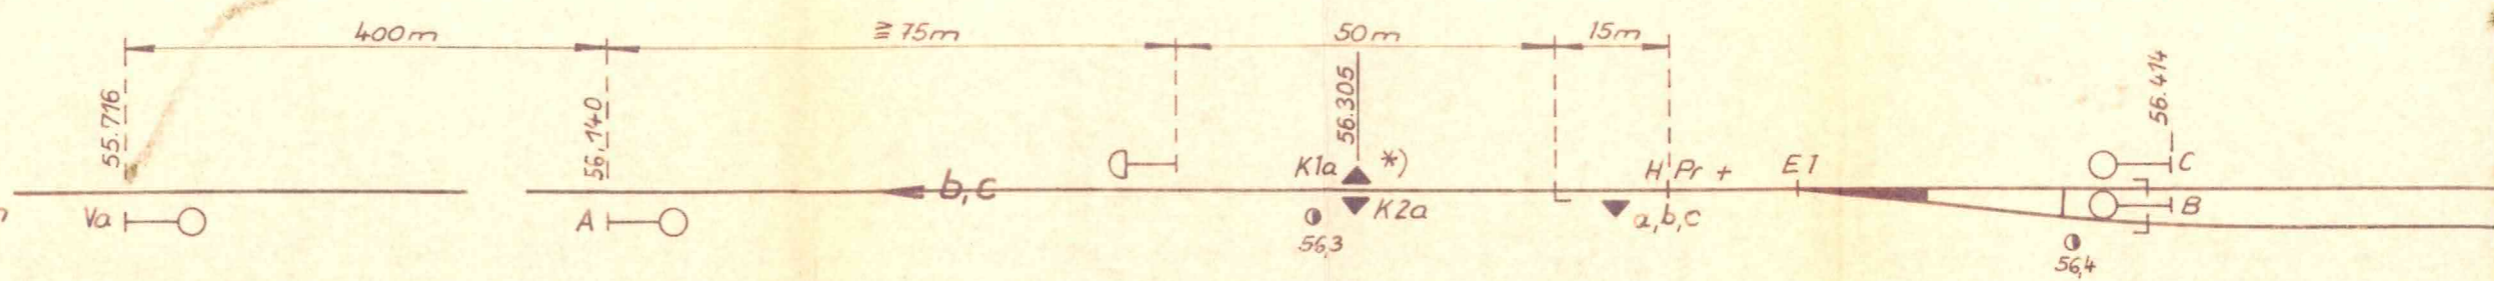 400m
≧ 75m
50m
15m
55.716
56,140
56.305
56.414
K1a
*)
H Pr +
E1
C
b,c
Va
A
K2a
a,b,c
B
56,3
56,4